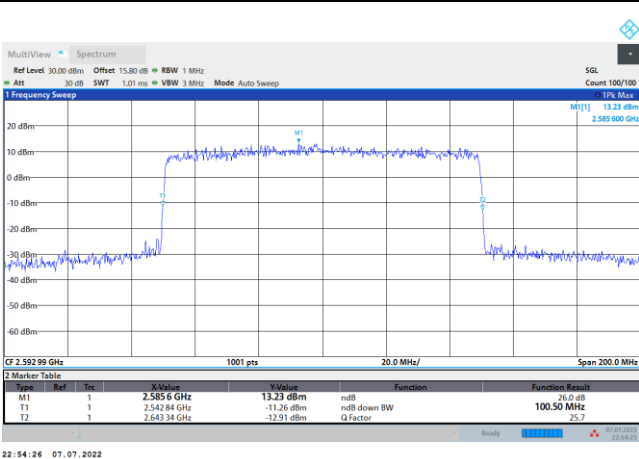 MultiView Spectrum
Ref Level 30.00 dBm Offset 15.80 dB RBW 1 MHz SGL
Att 30 dB SWT 1.01 ms VBW 3 MHz Mode Auto Sweep Count 100/100
1 Frequency Sweep 1Pk Max
M1[1] 13.23 dBm
2.585 600 GHz
M1
20 dBm
10 dBm
0 dBm
T1
T2
-10 dBm
-20 dBm
-30 dBm
-40 dBm
-50 dBm
-60 dBm
CF 2.592 99 GHz 1001 pts 20.0 MHz/ Span 200.0 MHz
2 Marker Table
Type Ref Trc X-Value Y-Value Function Function Result
M1 1 2.585 6 GHz 13.23 dBm ndB 26.0 dB
T1 1 2.542 84 GHz -11.26 dBm ndB down BW 100.50 MHz
T2 1 2.643 34 GHz -12.91 dBm Q Factor 25.7
Ready 07.07.2022
22:54:25
22:54:26 07.07.2022